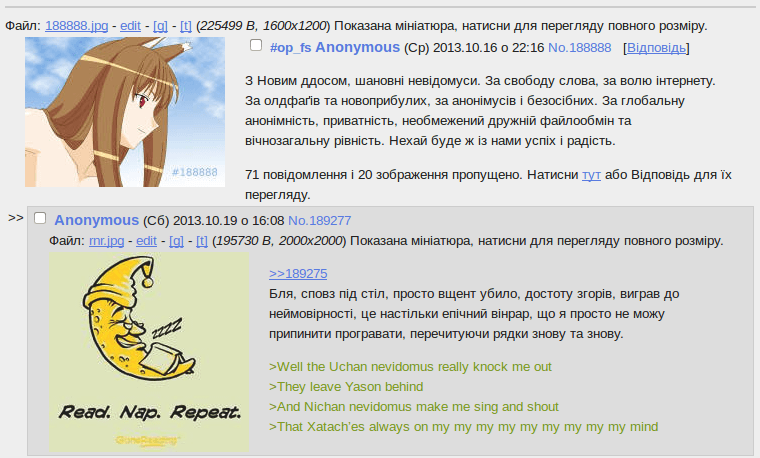 Файл: 188888.jpg - edit - [g] - [t] (225499 B, 1600x1200) Показана мініатюра, натисни для перегляду повного розміру.
#op_fs Anonymous (Ср) 2013.10.16 о 22:16 No.188888 [Відповідь]
З Новим ддосом, шановні невідомуси. За свободу слова, за волю інтернету.
За олдфаґів та новоприбулих, за анонімусів і безосібних. За глобальну
анонімність, приватність, необмежений дружній файлообмін та
вічнозагальну рівність. Нехай буде ж із нами успіх і радість.
#188888
71 повідомлення і 20 зображення пропущено. Натисни тут або Відповідь для їх
перегляду.
>> Anonymous (Сб) 2013.10.19 о 16:08 No.189277
Файл: rnr.jpg - edit - [g] - [t] (195730 B, 2000x2000) Показана мініатюра, натисни для перегляду повного розміру.
>>189275
Бля, сповз під стіл, просто вщент убило, достоту згорів, виграв до
неймовірності, це настільки епічний вінрар, що я просто не можу
припинити програвати, перечитуючи рядки знову та знову.
>Well the Uchan nevidomus really knock me out
>They leave Yason behind
>And Nichan nevidomus make me sing and shout
>That Xatach'es always on my my my my my my my my my mind
zzzz
Read. Nap. Repeat.